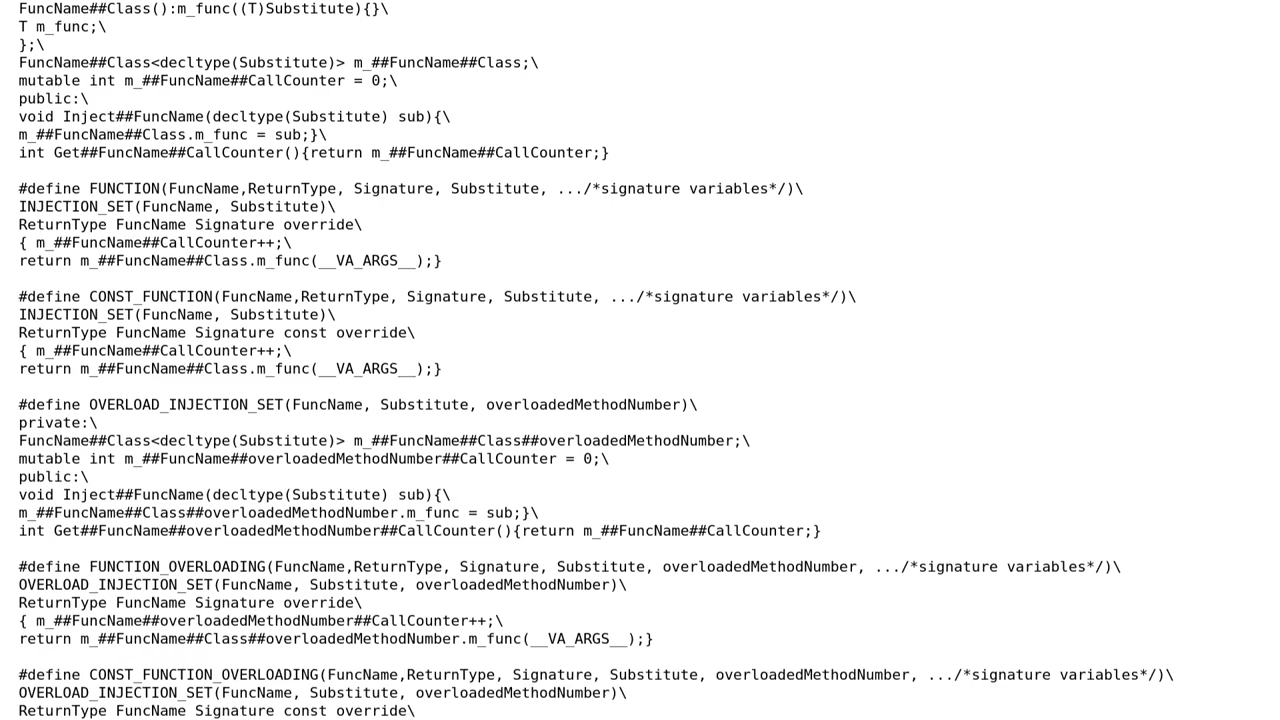 FuncName##Class():m_func((T)Substitute){}\
T m_func;\
};\
FuncName##Class<decltype(Substitute)> m_##FuncName##Class;\
mutable int m_##FuncName##CallCounter = 0;\
public:\
void Inject##FuncName(decltype(Substitute) sub){\
m_##FuncName##Class.m_func = sub;}\
int Get##FuncName##CallCounter(){return m_##FuncName##CallCounter;}

#define FUNCTION(FuncName,ReturnType, Signature, Substitute, .../*signature variables*/)\
INJECTION_SET(FuncName, Substitute)\
ReturnType FuncName Signature override\
{ m_##FuncName##CallCounter++;\
return m_##FuncName##Class.m_func(__VA_ARGS__);}

#define CONST_FUNCTION(FuncName,ReturnType, Signature, Substitute, .../*signature variables*/)\
INJECTION_SET(FuncName, Substitute)\
ReturnType FuncName Signature const override\
{ m_##FuncName##CallCounter++;\
return m_##FuncName##Class.m_func(__VA_ARGS__);}

#define OVERLOAD_INJECTION_SET(FuncName, Substitute, overloadedMethodNumber)\
private:\
FuncName##Class<decltype(Substitute)> m_##FuncName##Class##overloadedMethodNumber;\
mutable int m_##FuncName##overloadedMethodNumber##CallCounter = 0;\
public:\
void Inject##FuncName(decltype(Substitute) sub){\
m_##FuncName##Class##overloadedMethodNumber.m_func = sub;}\
int Get##FuncName##overloadedMethodNumber##CallCounter(){return m_##FuncName##CallCounter;}

#define FUNCTION_OVERLOADING(FuncName,ReturnType, Signature, Substitute, overloadedMethodNumber, .../*signature variables*/)\
OVERLOAD_INJECTION_SET(FuncName, Substitute, overloadedMethodNumber)\
ReturnType FuncName Signature override\
{ m_##FuncName##overloadedMethodNumber##CallCounter++;\
return m_##FuncName##Class##overloadedMethodNumber.m_func(__VA_ARGS__);}

#define CONST_FUNCTION_OVERLOADING(FuncName,ReturnType, Signature, Substitute, overloadedMethodNumber, .../*signature variables*/)\
OVERLOAD_INJECTION_SET(FuncName, Substitute, overloadedMethodNumber)\
ReturnType FuncName Signature const override\